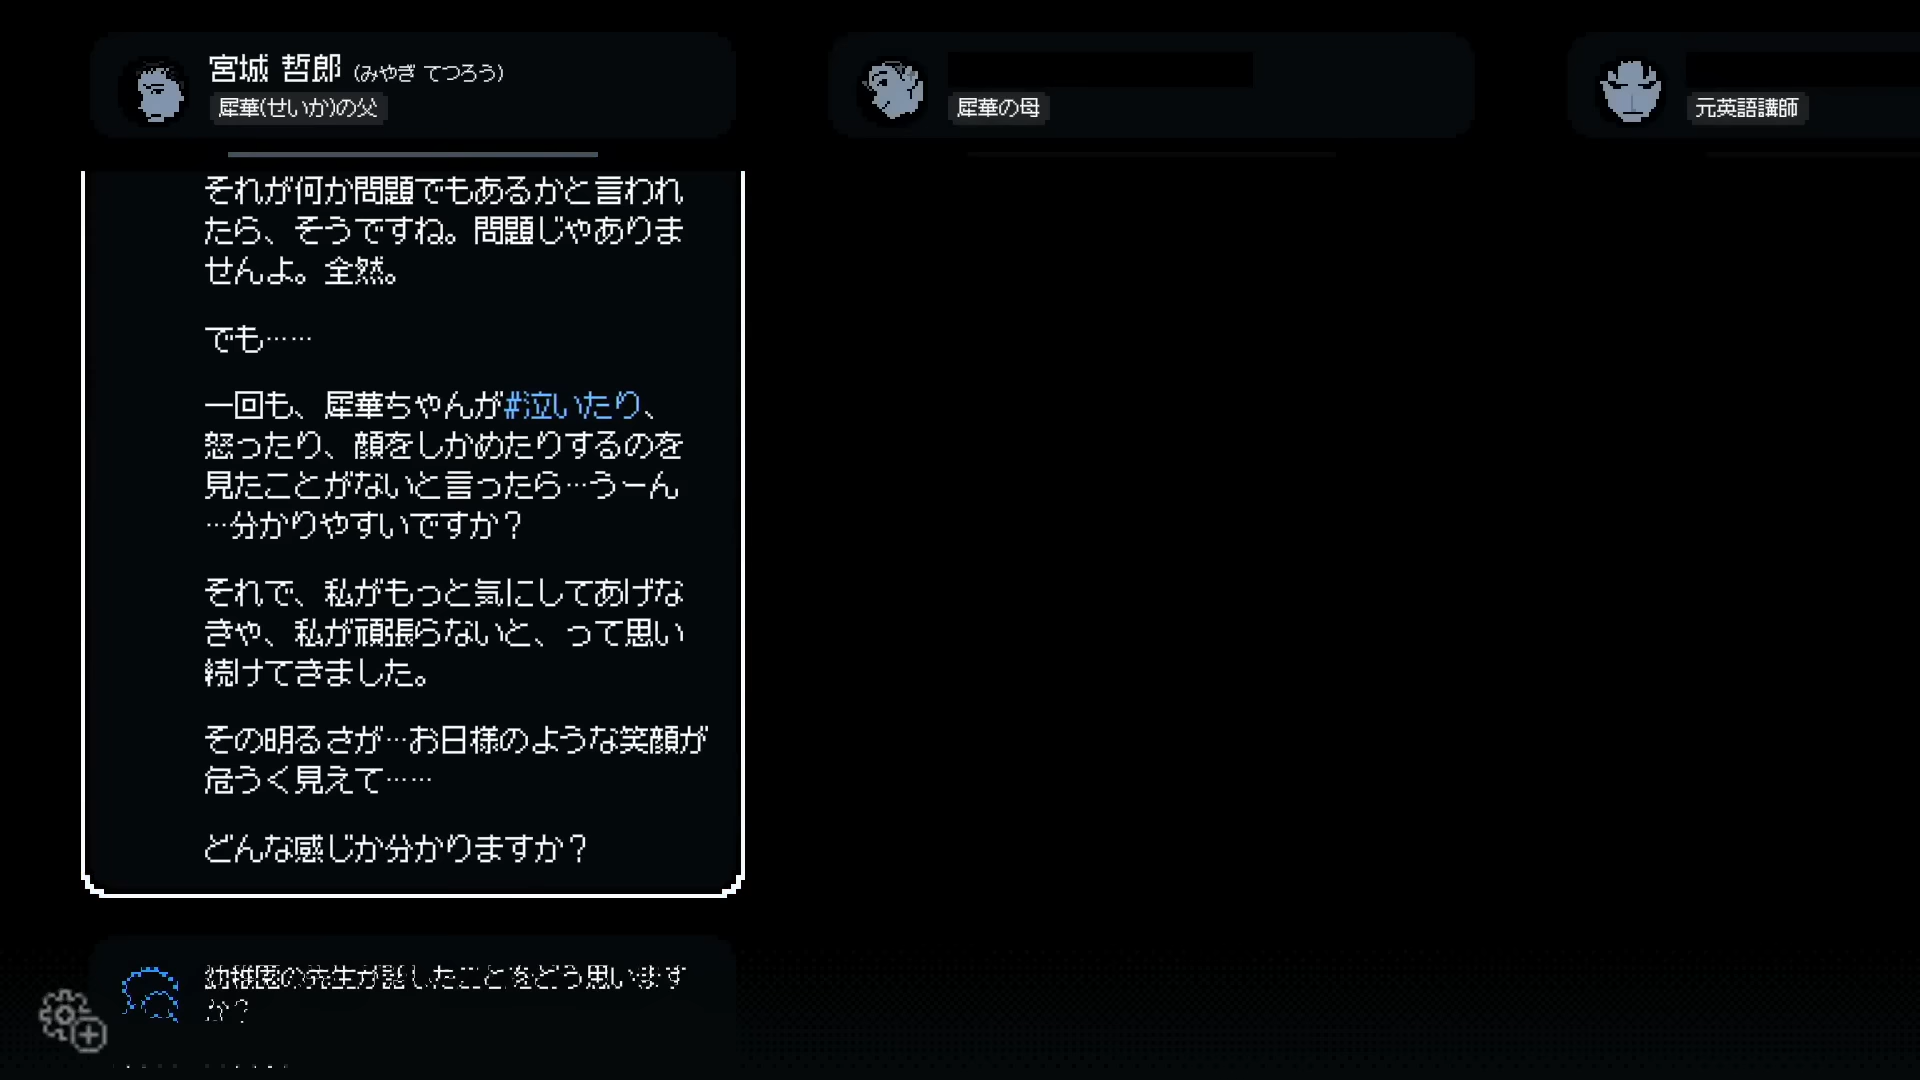 宮城 哲郎 (みやぎ てつろう)
犀華(せいか)の父
犀華の母
元英語講師
それが何か問題でもあるかと言われ
たら、そうですね。問題じゃありま
せんよ。全然。
でも……
一回も、犀華ちゃんが#泣いたり、
怒ったり、顔をしかめたりするのを
見たことがないと言ったら…うーん
…分かりやすいですか？
それで、私がもっと気にしてあげな
きゃ、私が頑張らないと、って思い
続けてきました。
その明るさが…お日様のような笑顔が
危うく見えて……
どんな感じか分かりますか？
幼稚園の先生が話したことをどう思います
か？